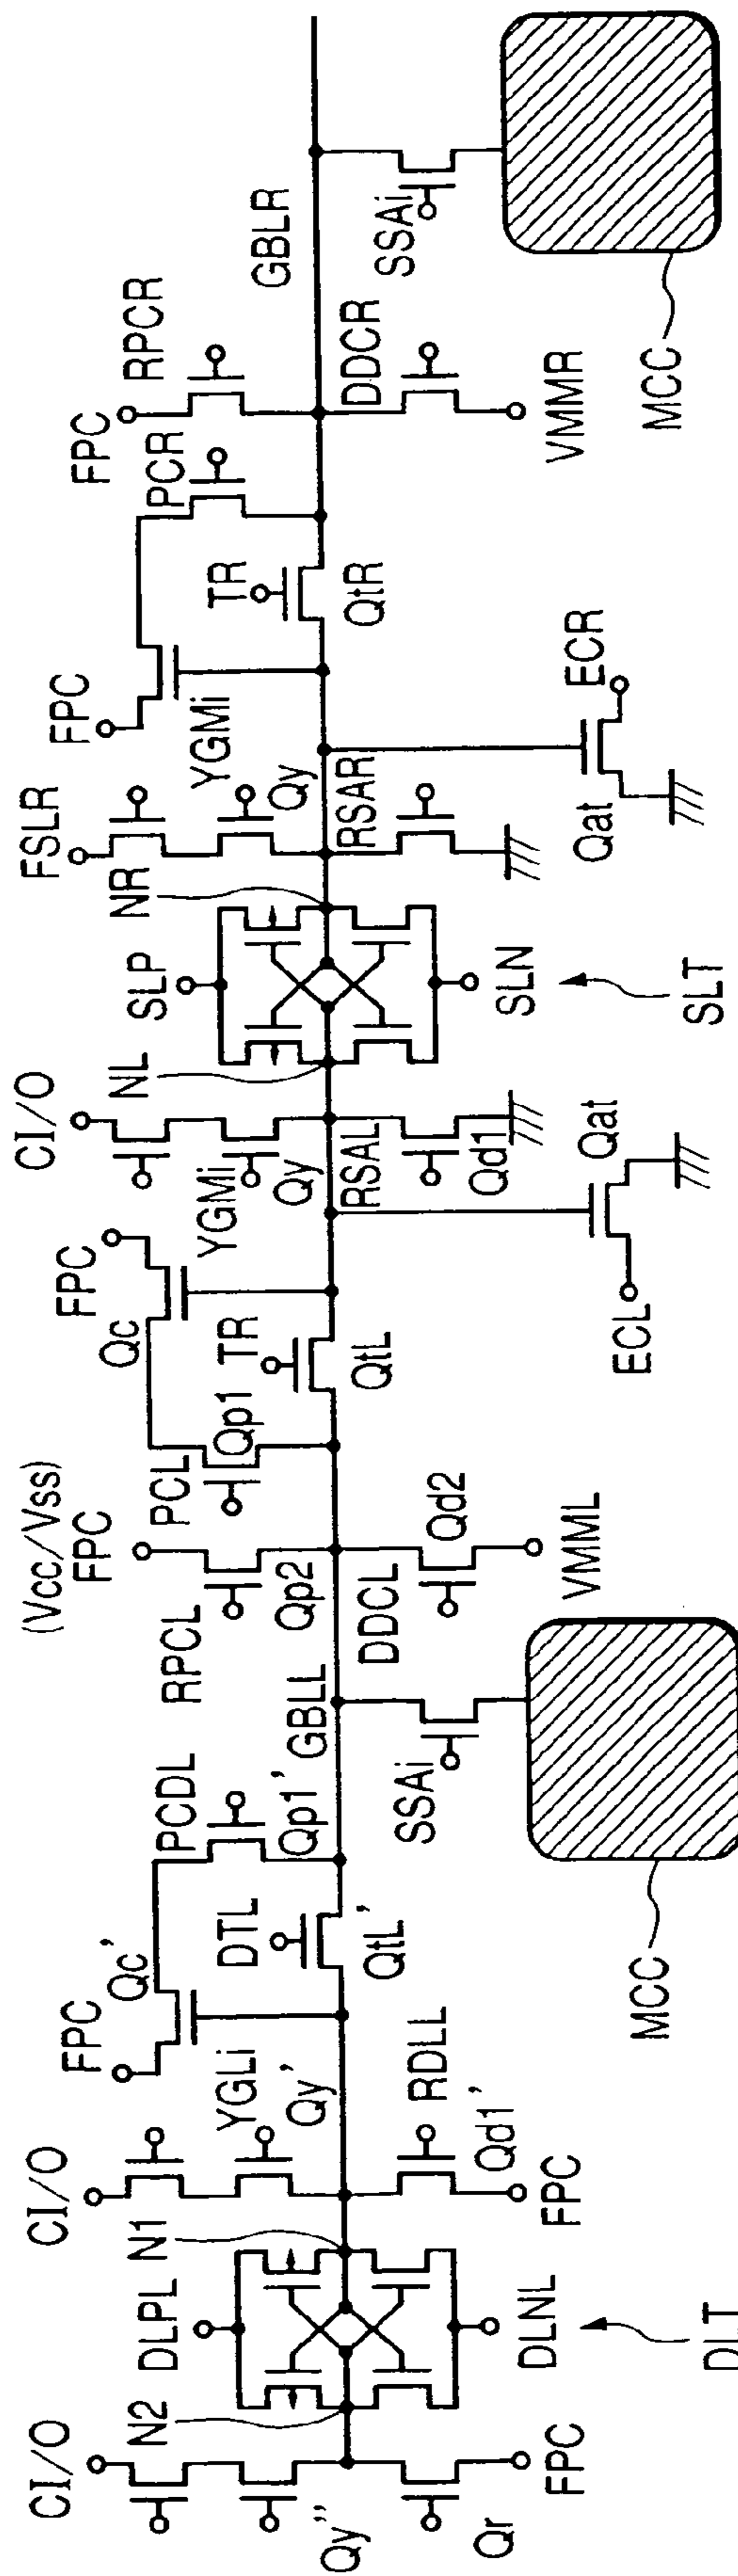 CI/O
Qy''
Qr
FPC
N2
DLPL
DLNL
DLT
N1
CI/O
YGLi
Qy'
RDLL
Qd1'
FPC
FPC
Qc'
DTL
QtL'
PCDL
Qp1'
GBLL
SSAi
MCC
(Vcc/Vss)
FPC
RPCL
Qp2
DDCL
Qd2
VMML
PCL
Qp1
Qc
FPC
TR
QtL
ECL
Qat
CI/O
YGMi
Qy
RSAL
Qd1
NL
SLP
SLN
SLT
NR
FSLR
Qy
YGMi
RSAR
Qat
ECR
FPC
TR
QtR
PCR
FPC
RPCR
DDCR
VMMR
GBLR
SSAi
MCC